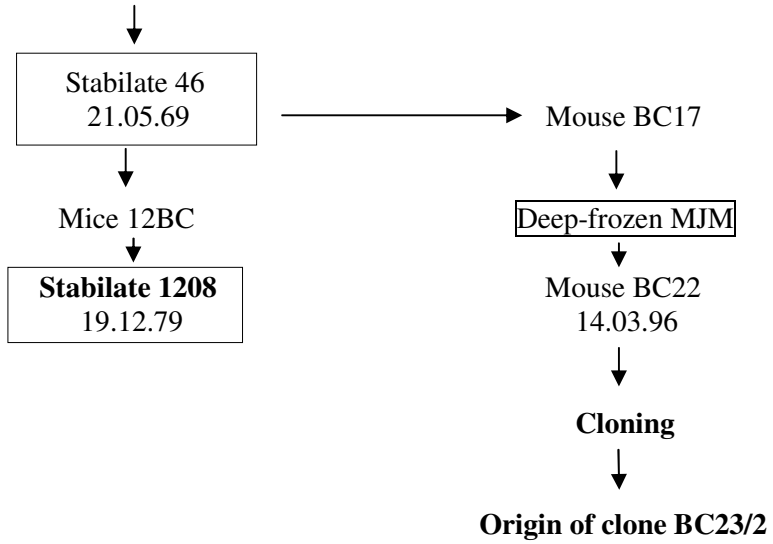 Stabilate 46
21.05.69
Mouse BC17
Mice 12BC
Deep-frozen MJM
Stabilate 1208
19.12.79
Mouse BC22
14.03.96
Cloning
Origin of clone BC23/2